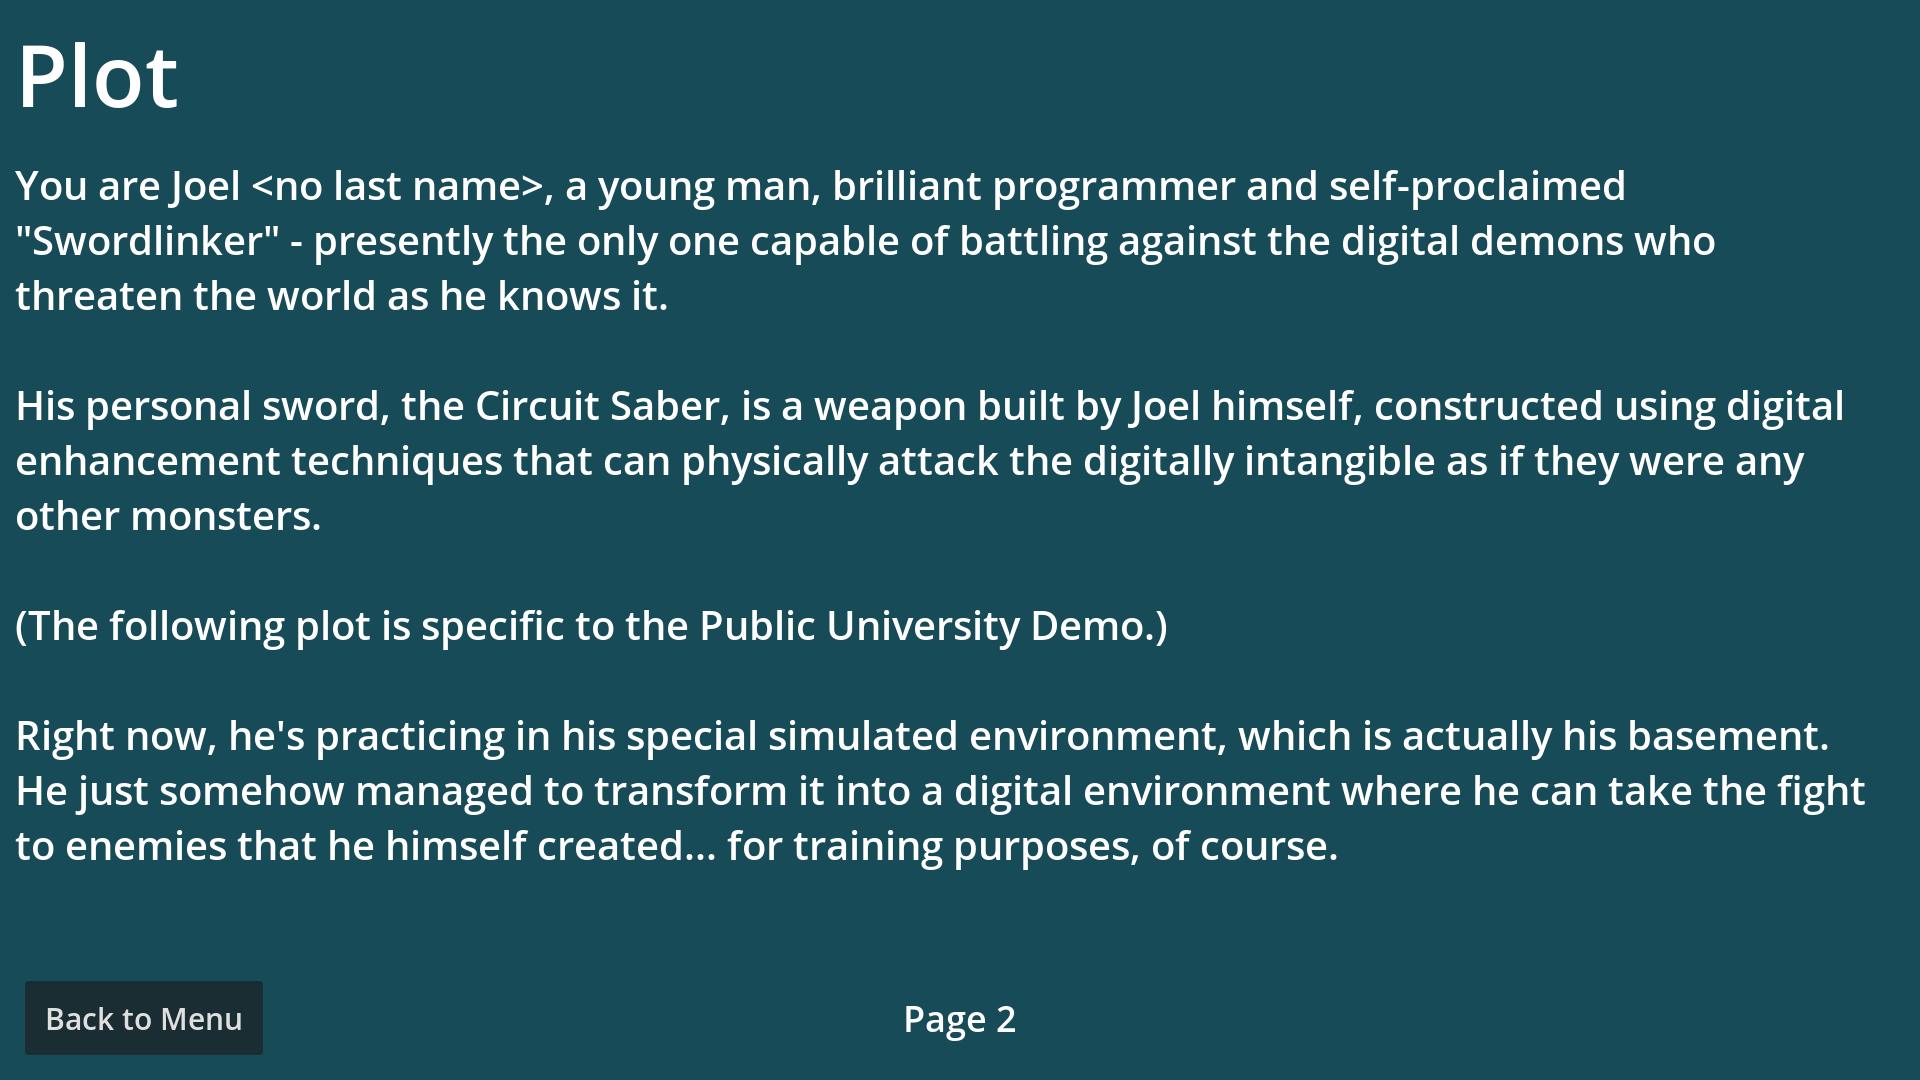 Plot
You are Joel <no last name>, a young man, brilliant programmer and self-proclaimed
"Swordlinker" - presently the only one capable of battling against the digital demons who
threaten the world as he knows it.
His personal sword, the Circuit Saber, is a weapon built by Joel himself, constructed using digital
enhancement techniques that can physically attack the digitally intangible as if they were any
other monsters.
(The following plot is specific to the Public University Demo.)
Right now, he's practicing in his special simulated environment, which is actually his basement.
He just somehow managed to transform it into a digital environment where he can take the fight
to enemies that he himself created... for training purposes, of course.
Back to Menu
Page 2